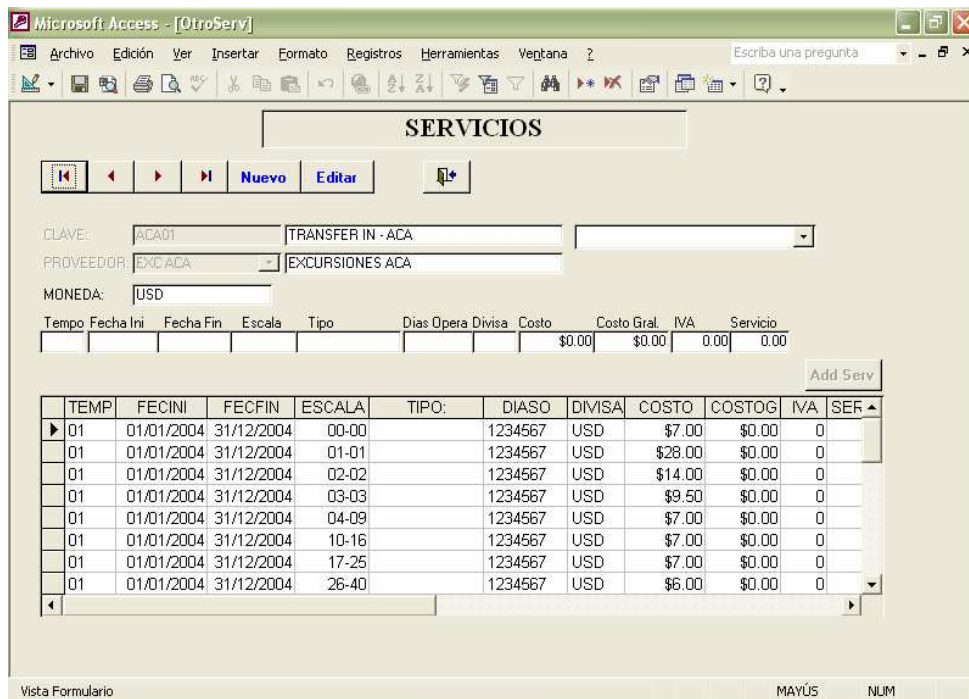 Microsoft Access - [OtroServ]
Archivo Edición Ver Insertar Formato Registros Herramientas Ventana ? Escriba una pregunta
SERVICIOS
Nuevo Editar
CLAVE: ACA01 TRANSFER IN - ACA
PROVEEDOR: EXC ACA EXCURSIONES ACA
MONEDA: USD
Tempo Fecha Ini Fecha Fin Escala Tipo Dias Opera Divisa Costo Costo Gral. IVA Servicio
$0.00 $0.00 0.00 0.00
Add Serv
TEMP FECINI FECFIN ESCALA TIPO: DIASO DIVISA COSTO COSTOG IVA SER
01 01/01/2004 31/12/2004 00-00 1234567 USD $7.00 $0.00 0
01 01/01/2004 31/12/2004 01-01 1234567 USD $28.00 $0.00 0
01 01/01/2004 31/12/2004 02-02 1234567 USD $14.00 $0.00 0
01 01/01/2004 31/12/2004 03-03 1234567 USD $9.50 $0.00 0
01 01/01/2004 31/12/2004 04-09 1234567 USD $7.00 $0.00 0
01 01/01/2004 31/12/2004 10-16 1234567 USD $7.00 $0.00 0
01 01/01/2004 31/12/2004 17-25 1234567 USD $7.00 $0.00 0
01 01/01/2004 31/12/2004 26-40 1234567 USD $6.00 $0.00 0
Vista Formulario MAYÚS NUM